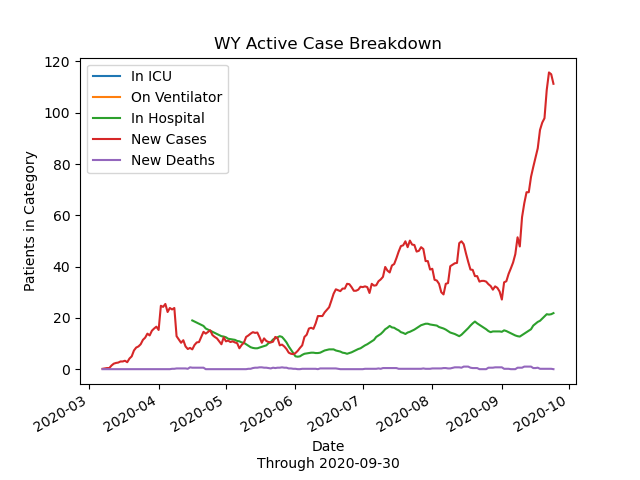 WY Active Case Breakdown
120
100
80
60
40
20
0
Patients in Category
In ICU
On Ventilator
In Hospital
New Cases
New Deaths
2020-03
2020-04
2020-05
2020-06
2020-07
2020-08
2020-09
2020-10
Date
Through 2020-09-30